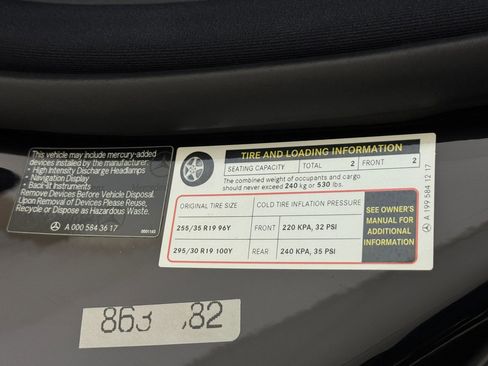 This vehicle may include mercury-added
devices installed by the manufacturer:
• High Intensity Discharge Headlamps
• Navigation Display
• Back-lit Instruments
Remove Devices Before Vehicle Disposal.
Upon Removal of Devices Please Reuse,
Recycle or Dispose as Hazardous Waste.
A 000 584 36 17
TIRE AND LOADING INFORMATION
SEATING CAPACITY TOTAL 2 FRONT 2
The combined weight of occupants and cargo
should never exceed 240 kg or 530 lbs.
ORIGINAL TIRE SIZE COLD TIRE INFLATION PRESSURE
255/35 R19 96Y FRONT 220 KPA, 32 PSI
295/30 R19 100Y REAR 240 KPA, 35 PSI
SEE OWNER'S
MANUAL FOR
ADDITIONAL
INFORMATION
A 199 584 12 17
863 82